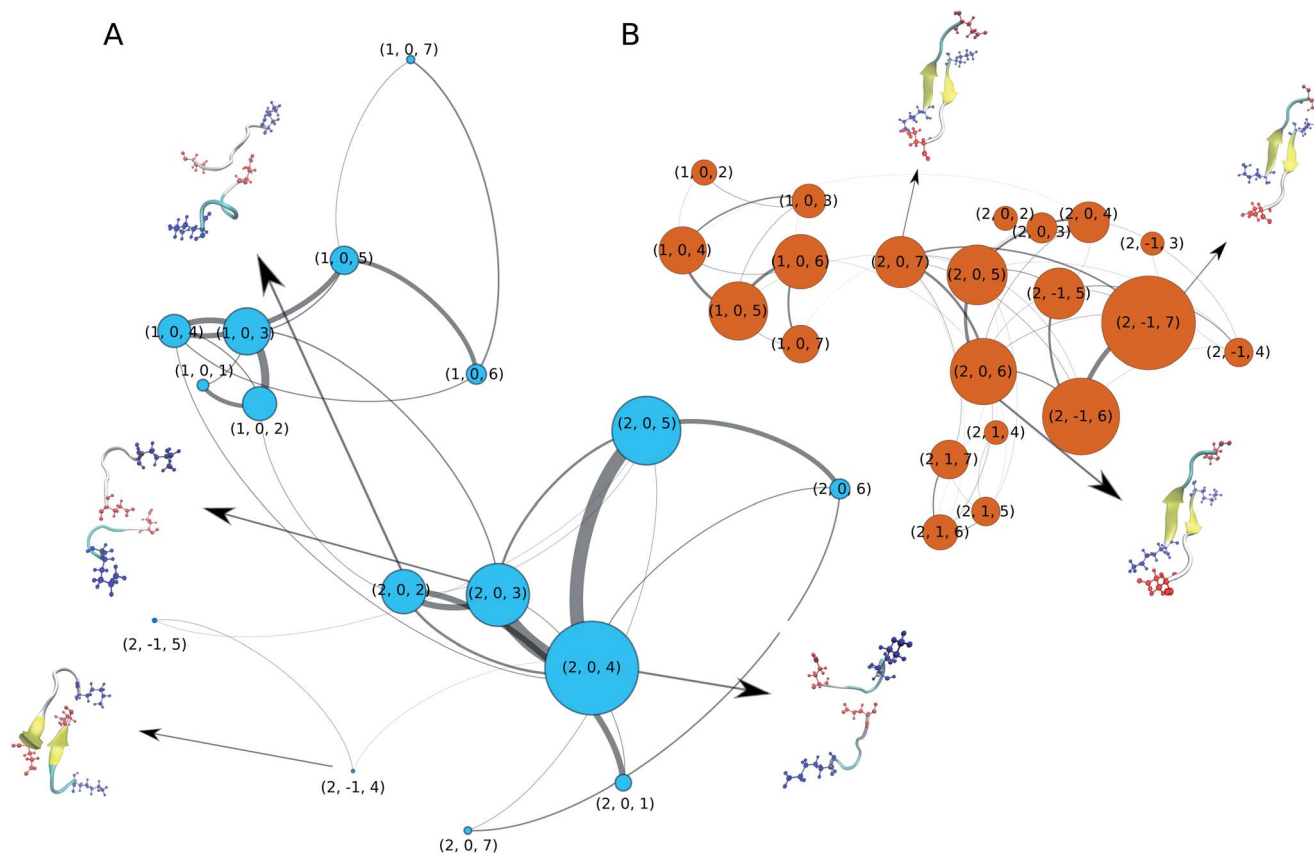 A
(1, 0, 7)
(1, 0, 5)
(1, 0, 4)
(1, 0, 3)
(1, 0, 1)
(1, 0, 6)
(1, 0, 2)
(2, 0, 5)
(2, 0, 6)
(2, 0, 2)
(2, 0, 3)
(2, -1, 5)
(2, 0, 4)
(2, -1, 4)
(2, 0, 1)
(2, 0, 7)
B
(1, 0, 2)
(1, 0, 3)
(1, 0, 4)
(1, 0, 6)
(1, 0, 5)
(1, 0, 7)
(2, 0, 7)
(2, 0, 2)
(2, 0, 4)
(2, 0, 3)
(2, -1, 3)
(2, 0, 5)
(2, -1, 5)
(2, -1, 7)
(2, -1, 4)
(2, 0, 6)
(2, -1, 6)
(2, 1, 4)
(2, 1, 7)
(2, 1, 5)
(2, 1, 6)